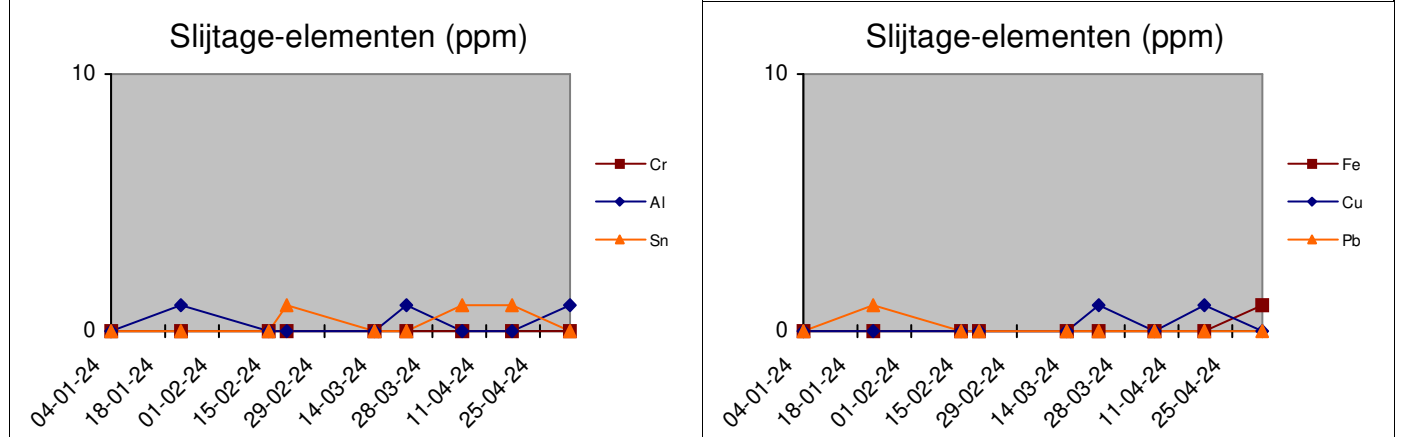 Slijtage-elementen (ppm)
10
0
04-01-24
18-01-24
01-02-24
15-02-24
29-02-24
14-03-24
28-03-24
11-04-24
25-04-24
Cr
Al
Sn
Slijtage-elementen (ppm)
10
0
04-01-24
18-01-24
01-02-24
15-02-24
29-02-24
14-03-24
28-03-24
11-04-24
25-04-24
Fe
Cu
Pb